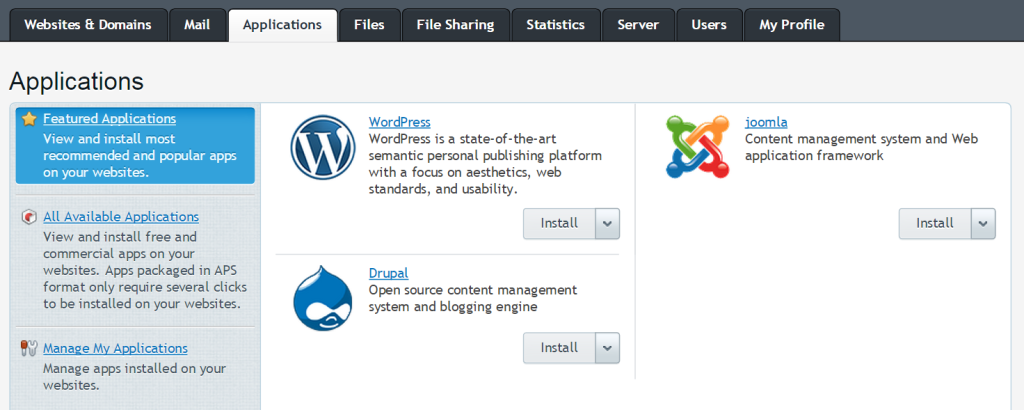 Websites & Domains
Mail
Applications
Files
File Sharing
Statistics
Server
Users
My Profile
Applications
Featured Applications
View and install most
recommended and popular apps
on your websites.
All Available Applications
View and install free and
commercial apps on your
websites. Apps packaged in APS
format only require several clicks
to be installed on your websites.
Manage My Applications
Manage apps installed on your
websites.
WordPress
WordPress is a state-of-the-art
semantic personal publishing platform
with a focus on aesthetics, web
standards, and usability.
Install
joomla
Content management system and Web
application framework
Install
Drupal
Open source content management
system and blogging engine
Install